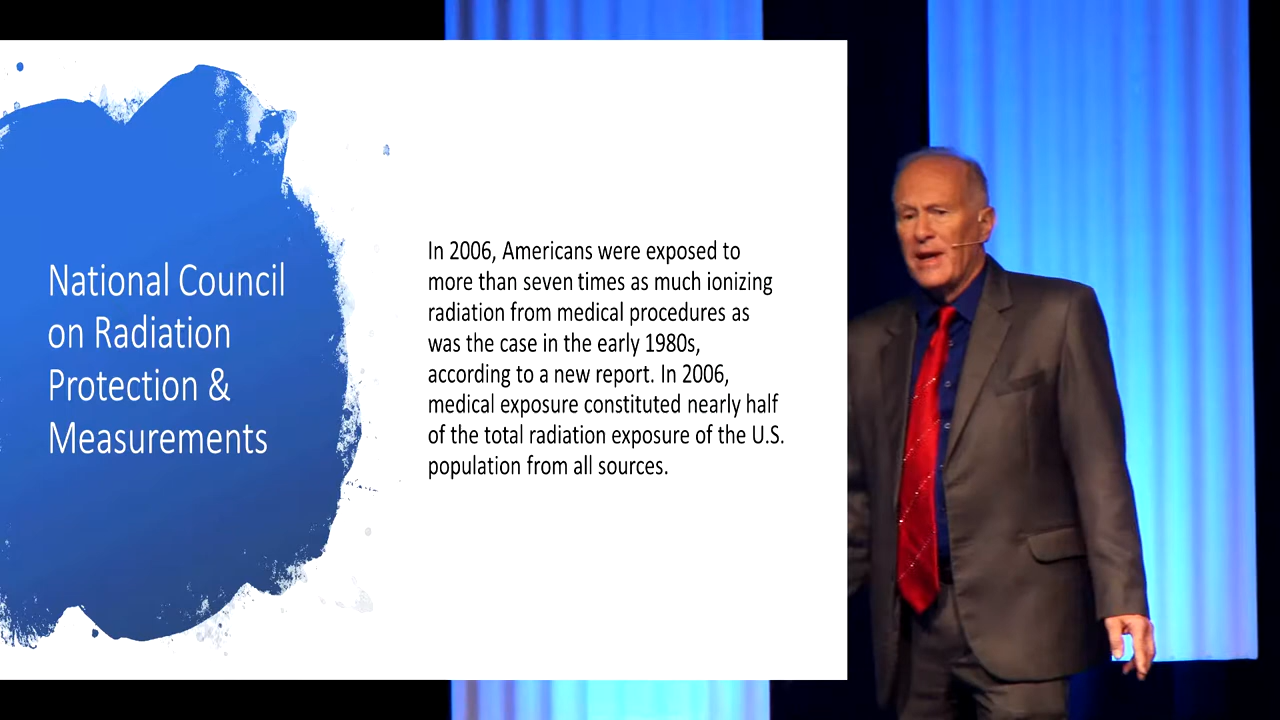 National Council
on Radiation
Protection &
Measurements
In 2006, Americans were exposed to
more than seven times as much ionizing
radiation from medical procedures as
was the case in the early 1980s,
according to a new report. In 2006,
medical exposure constituted nearly half
of the total radiation exposure of the U.S.
population from all sources.